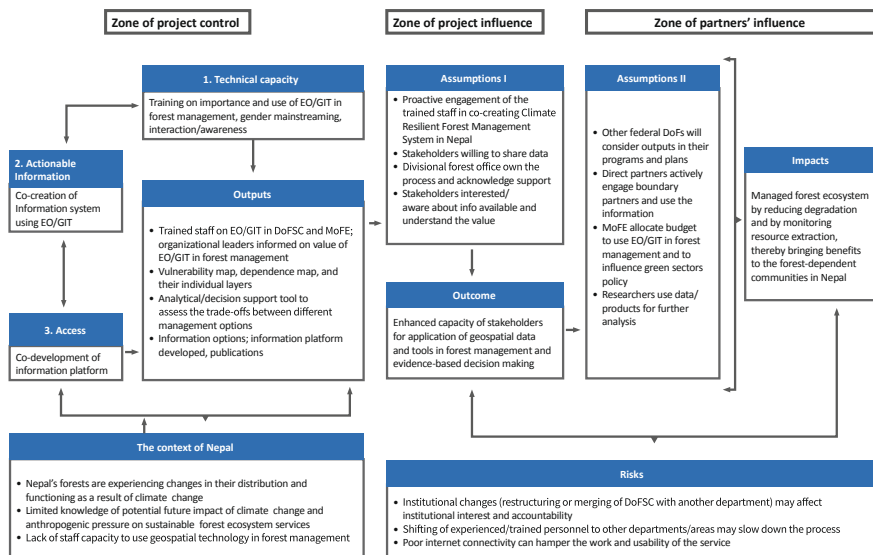 Zone of project control
Zone of project influence
Zone of partners' influence
1. Technical capacity
Training on importance and use of EO/GIT in
forest management, gender mainstreaming,
interaction/awareness
2. Actionable
Information
Co-creation of
Information system
using EO/GIT
3. Access
Co-development of
information platform
Outputs
• Trained staff on EO/GIT in DoFSC and MoFE;
organizational leaders informed on value of
EO/GIT in forest management
• Vulnerability map, dependence map, and
their individual layers
• Analytical/decision support tool to
assess the trade-offs between different
management options
• Information options; information platform
developed, publications
Assumptions I
• Proactive engagement of the
trained staff in co-creating Climate
Resilient Forest Management
System in Nepal
• Stakeholders willing to share data
• Divisional forest office own the
process and acknowledge support
• Stakeholders interested/
aware about info available and
understand the value
Outcome
Enhanced capacity of stakeholders
for application of geospatial data
and tools in forest management and
evidence-based decision making
Assumptions II
• Other federal DoFs will
consider outputs in their
programs and plans
• Direct partners actively
engage boundary
partners and use the
information
• MoFE allocate budget
to use EO/GIT in forest
management and to
influence green sectors
policy
• Researchers use data/
products for further
analysis
Impacts
Managed forest ecosystem
by reducing degradation
and by monitoring
resource extraction,
thereby bringing benefits
to the forest-dependent
communities in Nepal
The context of Nepal
• Nepal's forests are experiencing changes in their distribution and
functioning as a result of climate change
• Limited knowledge of potential future impact of climate change and
anthropogenic pressure on sustainable forest ecosystem services
• Lack of staff capacity to use geospatial technology in forest management
Risks
• Institutional changes (restructuring or merging of DoFSC with another department) may affect
institutional interest and accountability
• Shifting of experienced/trained personnel to other departments/areas may slow down the process
• Poor internet connectivity can hamper the work and usability of the service